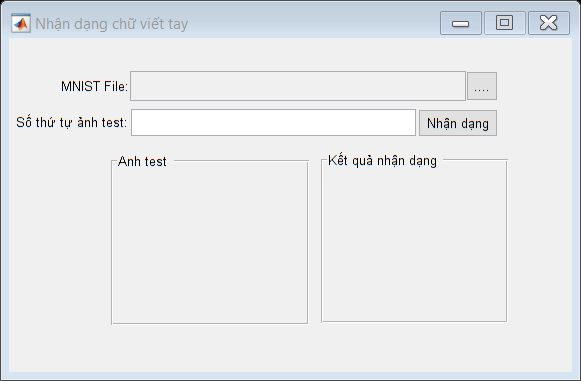 Nhận dạng chữ viết tay
MNIST File: ....
Số thứ tự ảnh test: Nhận dạng
Anh test Kết quả nhận dạng